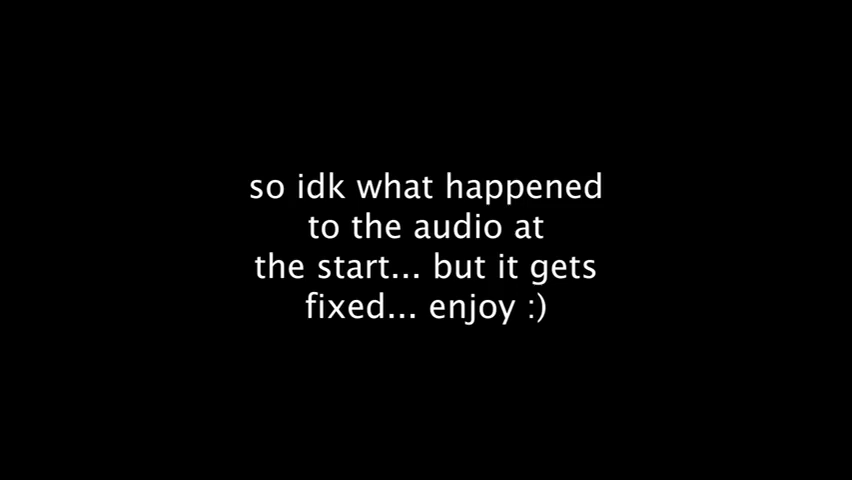 so idk what happened
to the audio at
the start... but it gets
fixed... enjoy :)